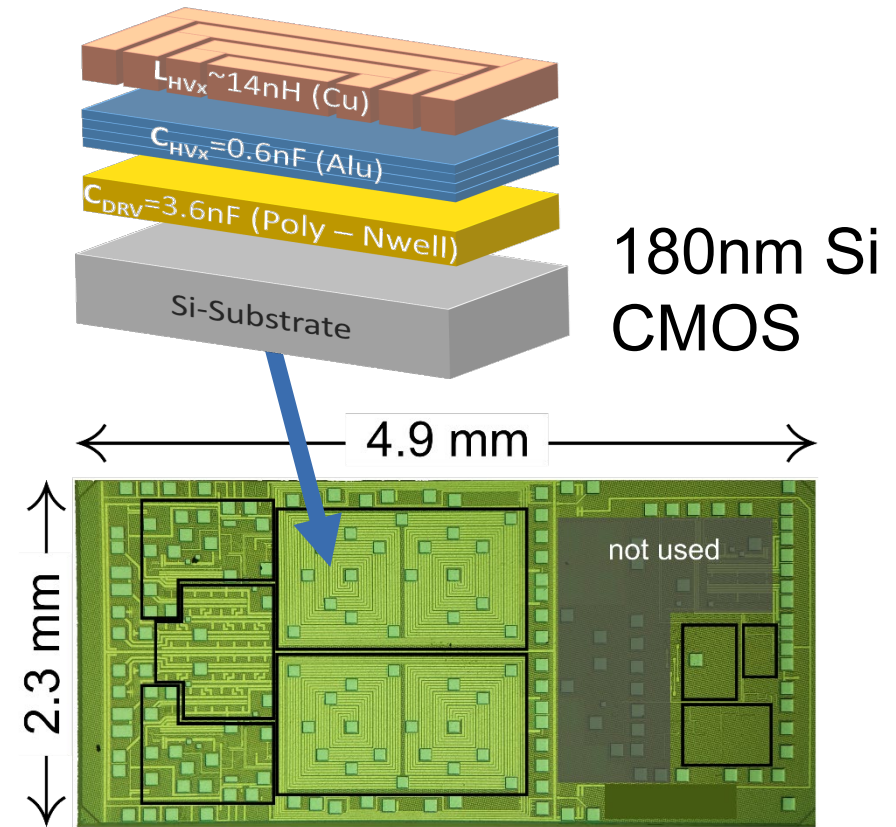 L_HVx~14nH (Cu)
C_HVx=0.6nF (Alu)
C_DRV=3.6nF (Poly – Nwell)
Si-Substrate
180nm Si
CMOS
4.9 mm
2.3 mm
not used